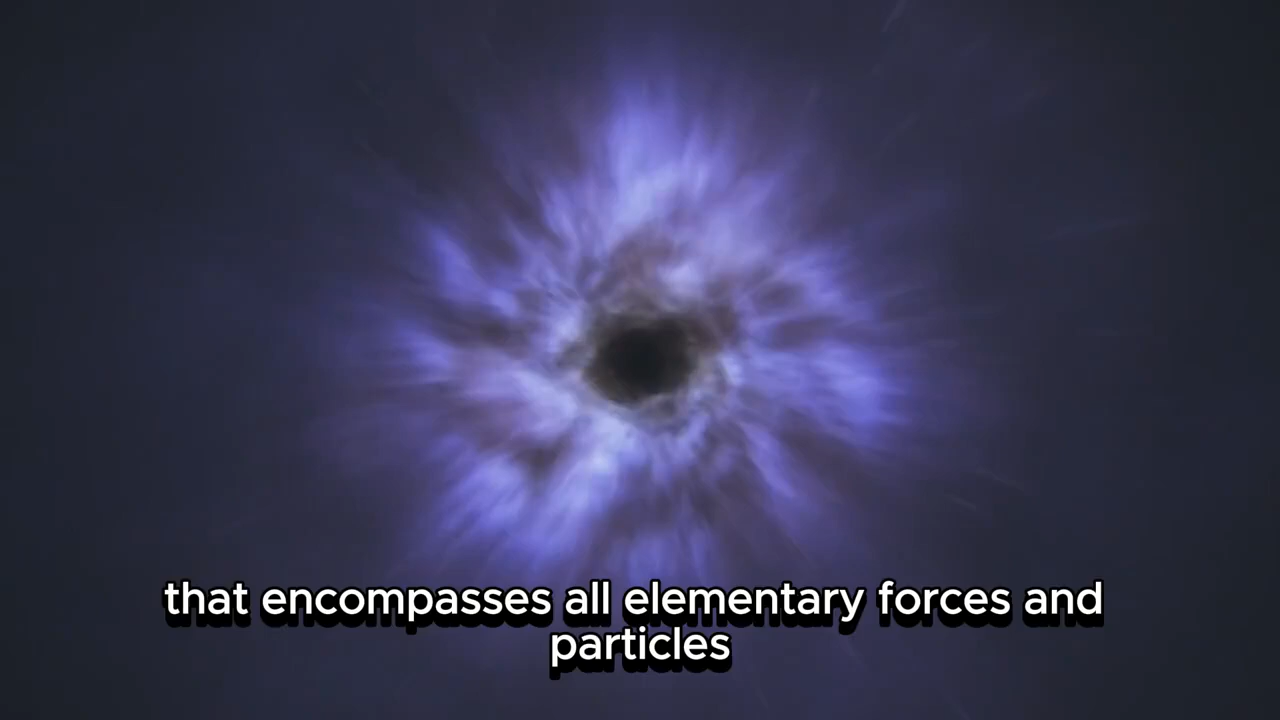 that encompasses all elementary forces and
particles